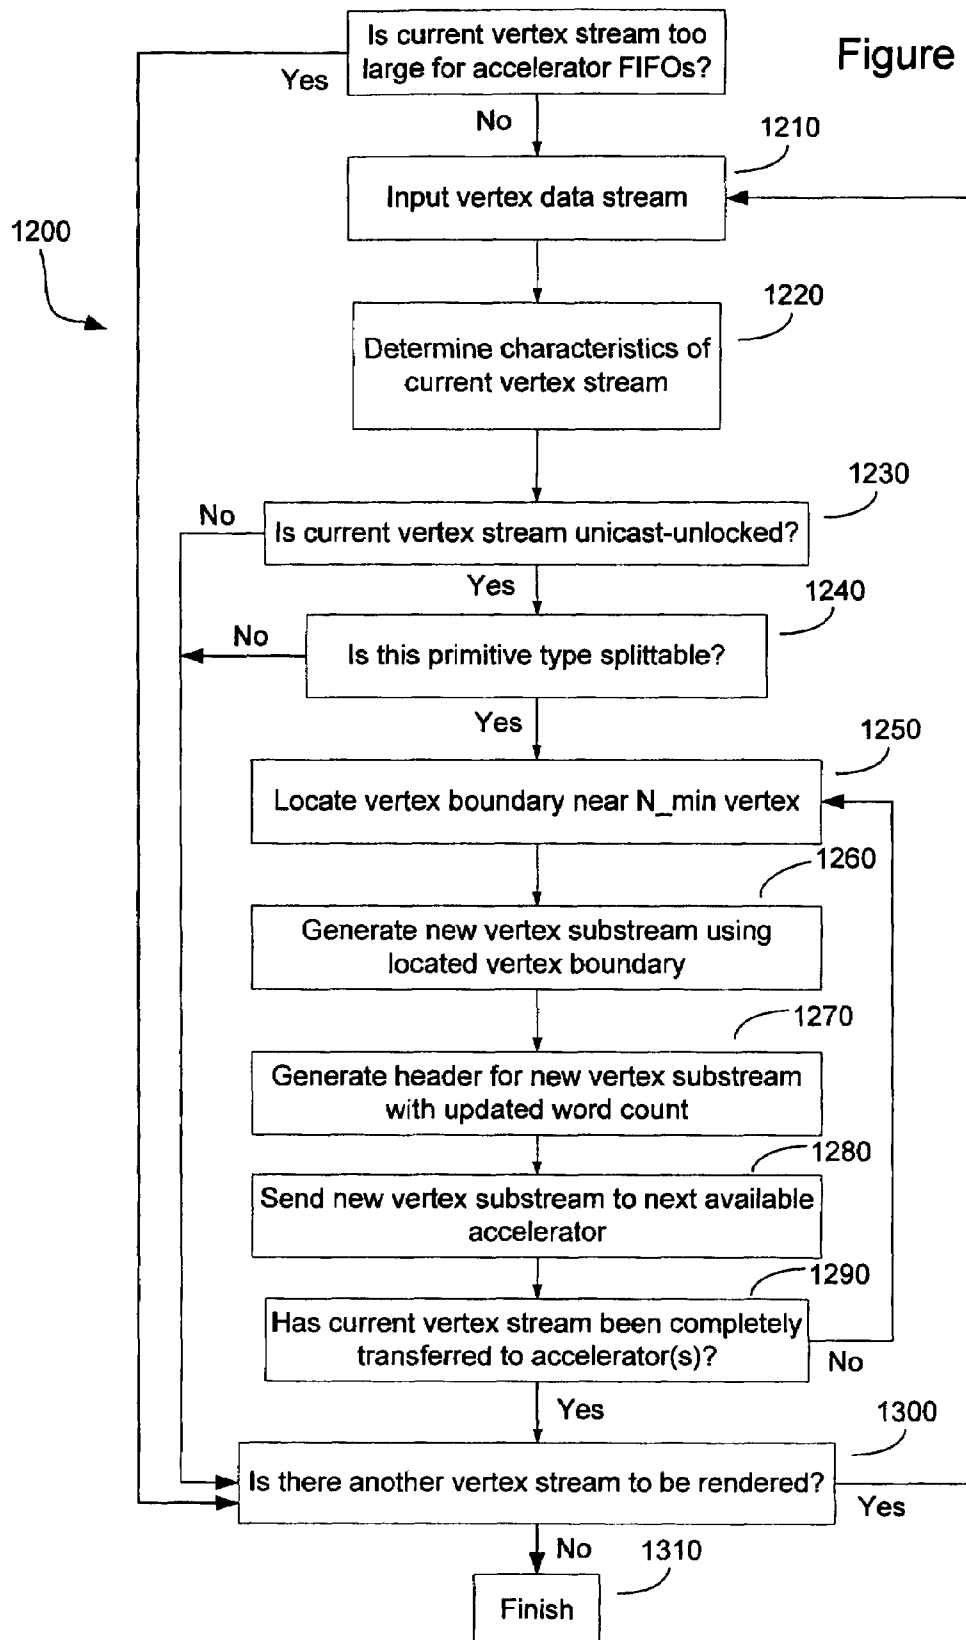 Is current vertex stream too
large for accelerator FIFOs?
Figure
Yes
No
1210
Input vertex data stream
1200
1220
Determine characteristics of
current vertex stream
1230
No
Is current vertex stream unicast-unlocked?
Yes
1240
No
Is this primitive type splittable?
Yes
1250
Locate vertex boundary near N_min vertex
1260
Generate new vertex substream using
located vertex boundary
1270
Generate header for new vertex substream
with updated word count
1280
Send new vertex substream to next available
accelerator
1290
Has current vertex stream been completely
transferred to accelerator(s)?
No
Yes
1300
Is there another vertex stream to be rendered?
Yes
No
1310
Finish